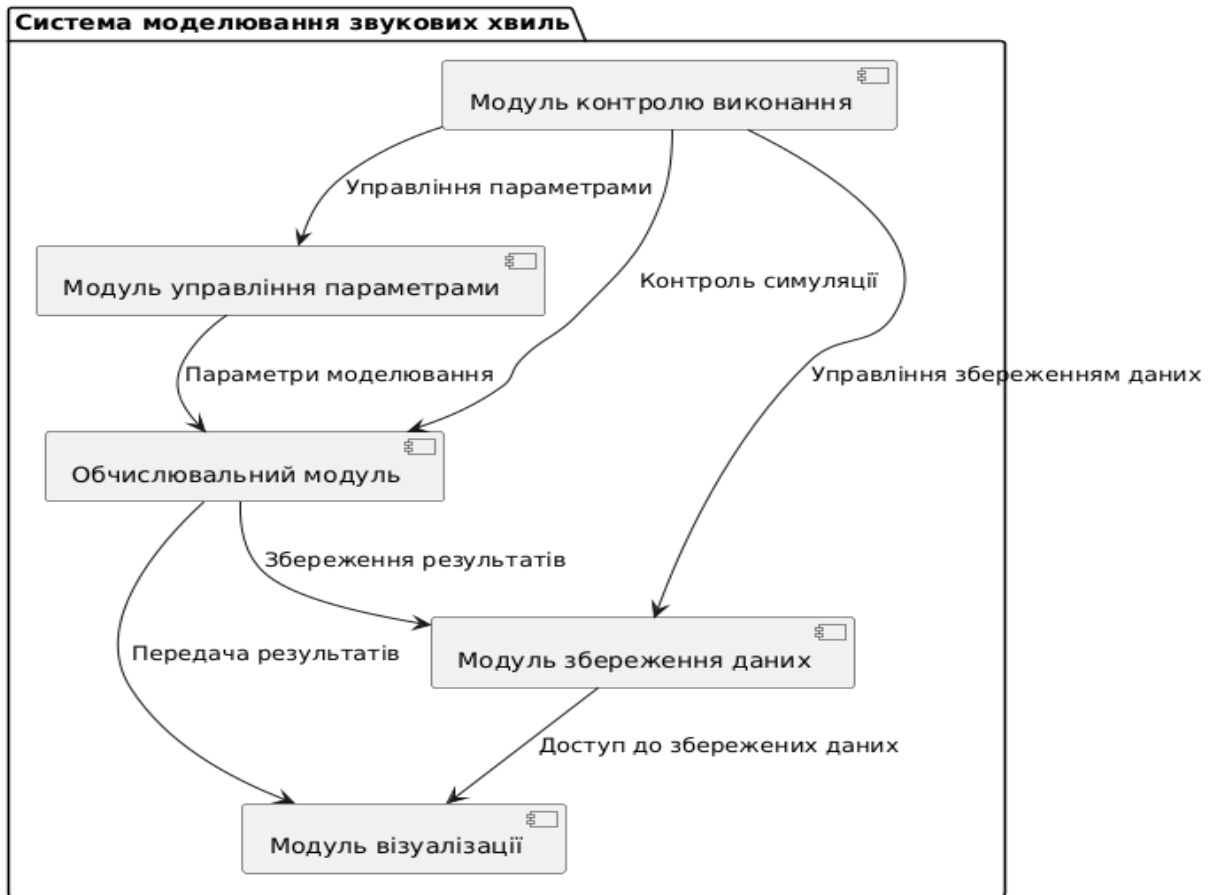 Система моделювання звукових хвиль
Модуль контролю виконання
Управління параметрами
Контроль симуляції
Модуль управління параметрами
Параметри моделювання
Управління збереженням даних
Обчислювальний модуль
Збереження результатів
Передача результатів
Модуль збереження даних
Доступ до збережених даних
Модуль візуалізації